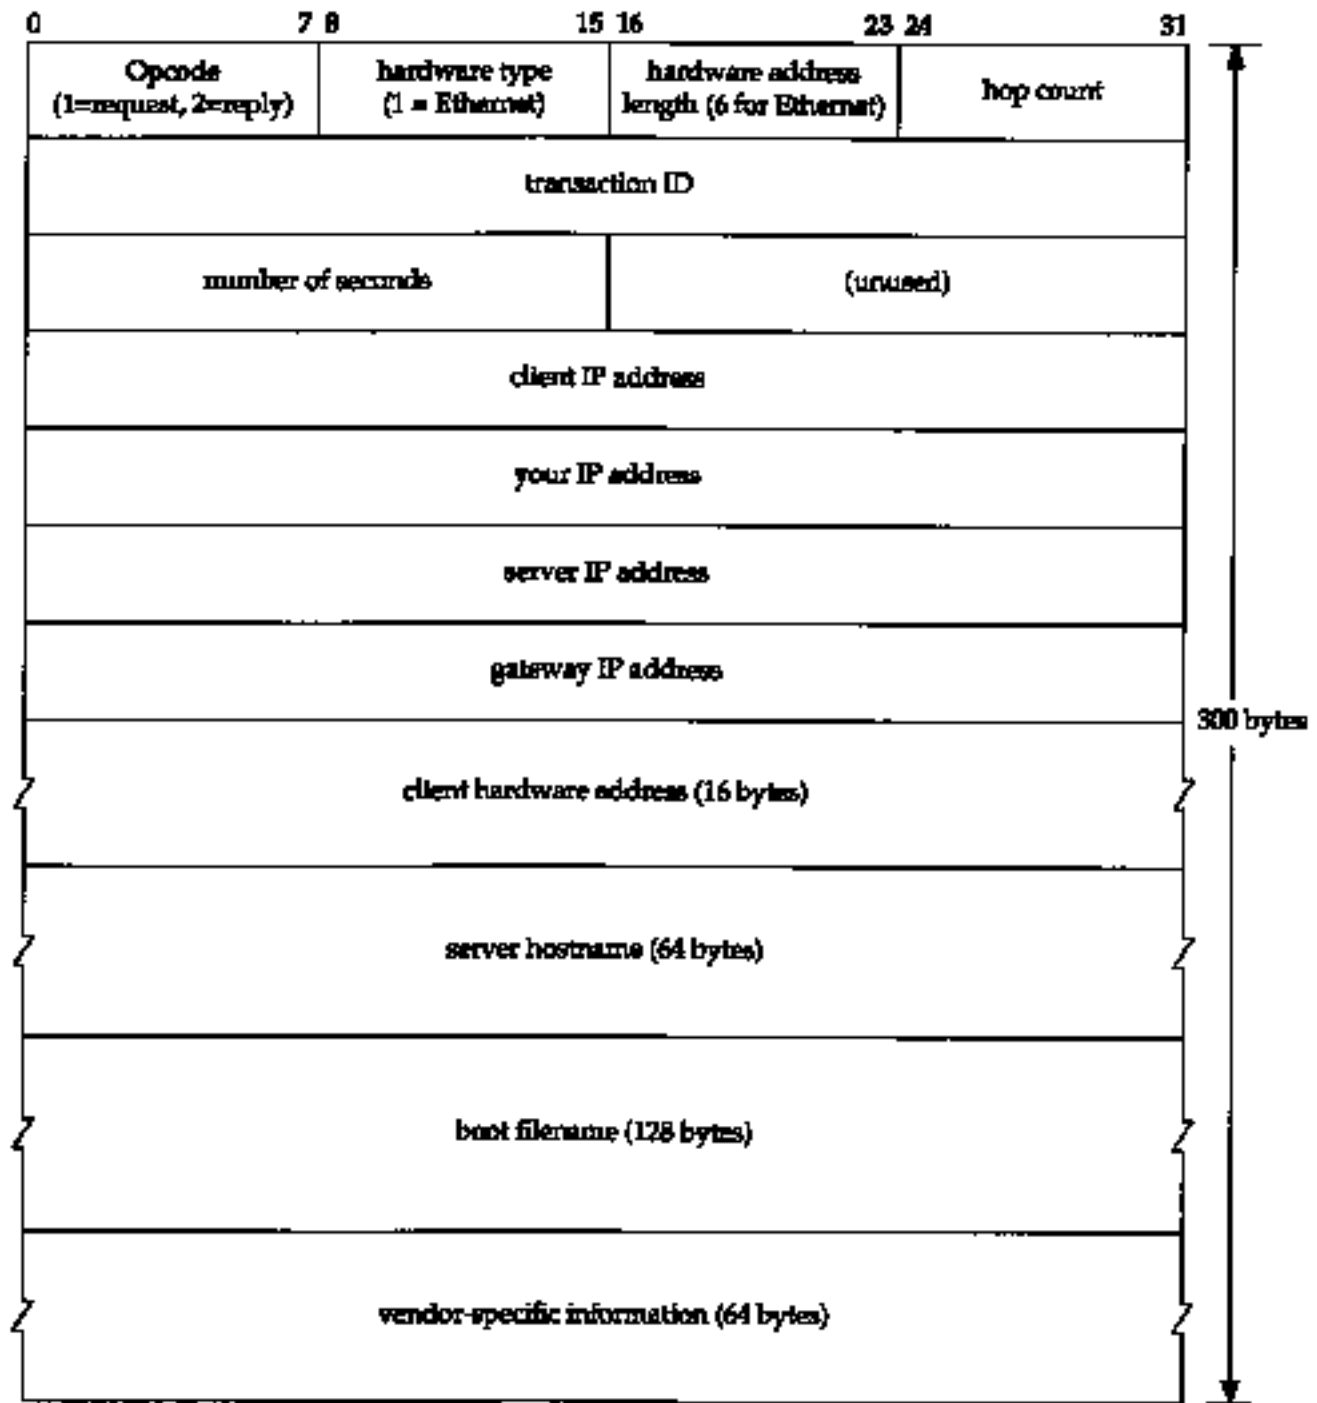 0 7 8 15 16 23 24 31
Opcode hardware type hardware address hop count
(1=request, 2=reply) (1 = Ethernet) length (6 for Ethernet)
transaction ID
number of seconds (unused)
client IP address
your IP address
server IP address
gateway IP address
300 bytes
client hardware address (16 bytes)
server hostname (64 bytes)
boot filename (128 bytes)
vendor-specific information (64 bytes)